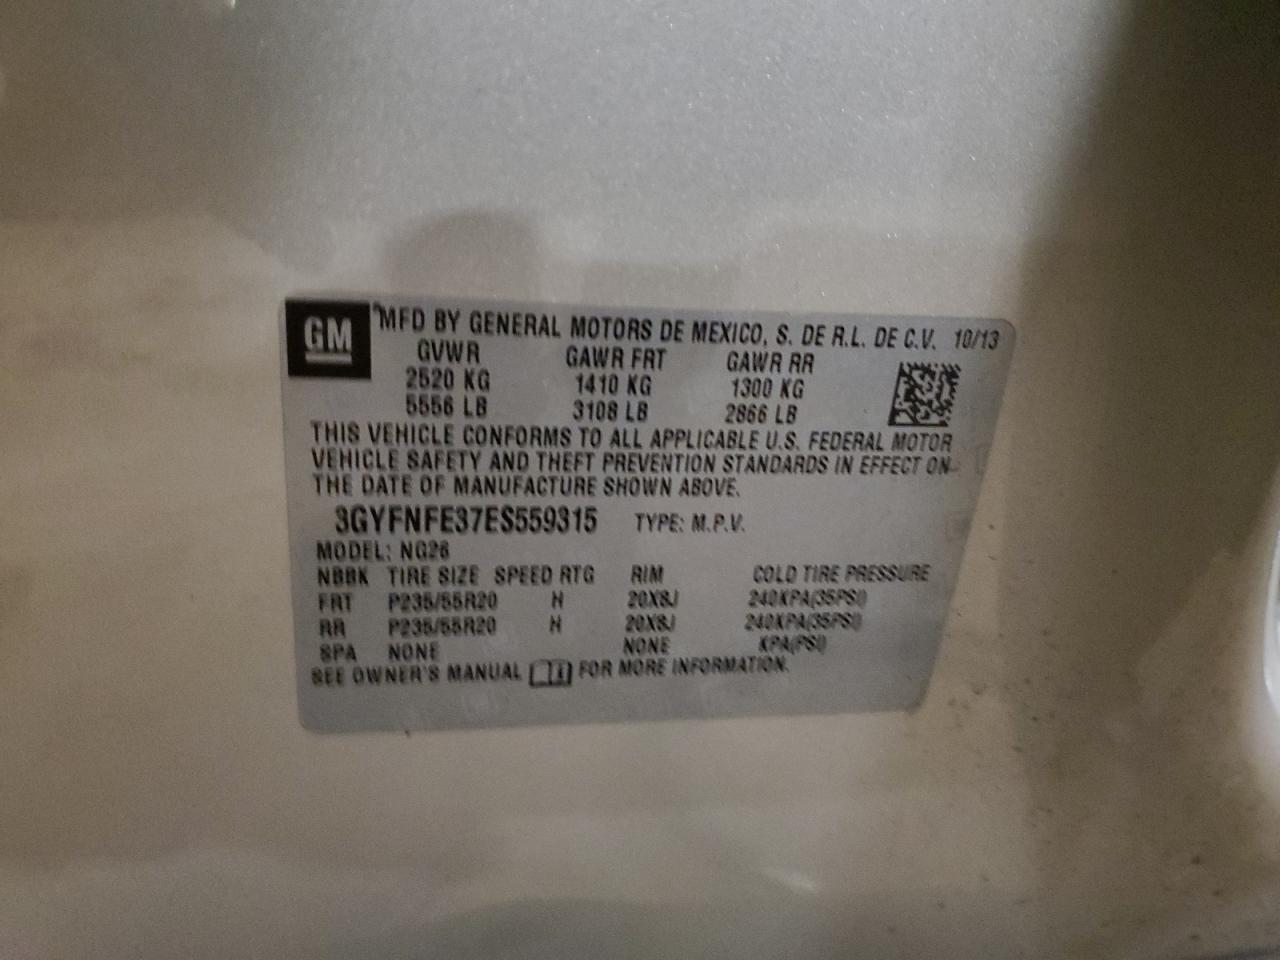 GM
MFD BY GENERAL MOTORS DE MEXICO, S. DE R.L. DE C.V. 10/13
GVWR GAWR FRT GAWR RR
2520 KG 1410 KG 1300 KG
5556 LB 3108 LB 2866 LB
THIS VEHICLE CONFORMS TO ALL APPLICABLE U.S. FEDERAL MOTOR
VEHICLE SAFETY AND THEFT PREVENTION STANDARDS IN EFFECT ON
THE DATE OF MANUFACTURE SHOWN ABOVE.
3GYFNFE37ES559315 TYPE: M.P.V.
MODEL: NG26
NBBK TIRE SIZE SPEED RTG RIM COLD TIRE PRESSURE
FRT P235/55R20 H 20X8J 240KPA(35PSI)
RR P235/55R20 H 20X8J 240KPA(35PSI)
SPA NONE NONE KPA(PSI)
SEE OWNER'S MANUAL FOR MORE INFORMATION.